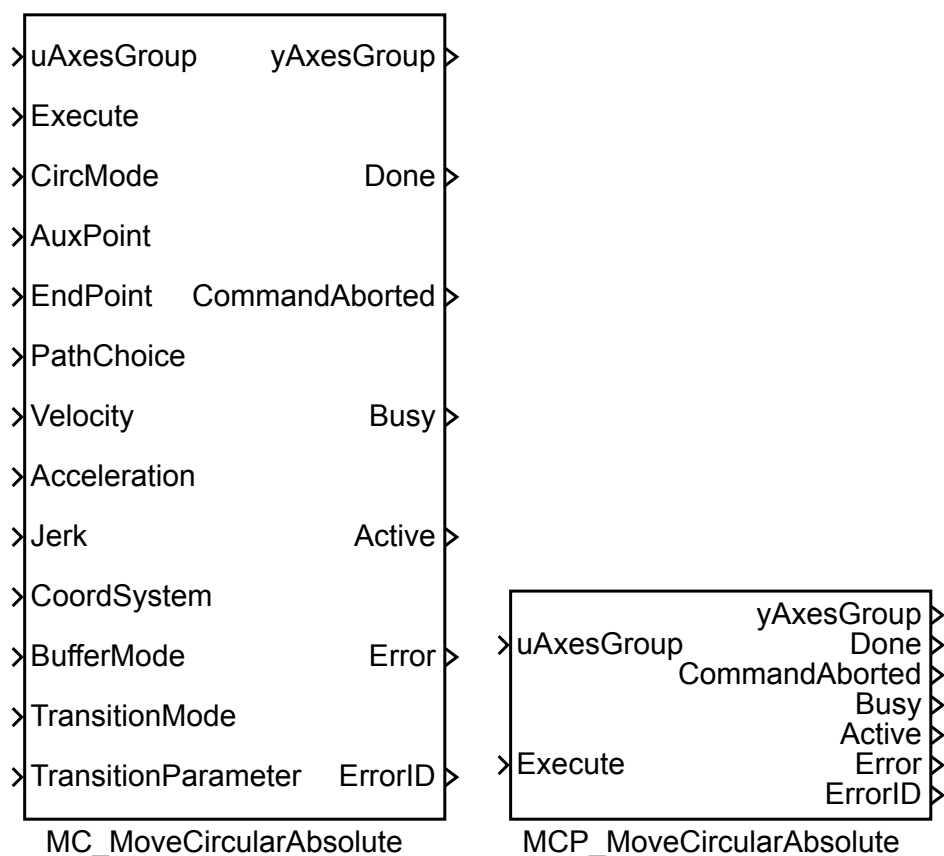 uAxesGroup yAxesGroup
Execute
CircMode Done
AuxPoint
EndPoint CommandAborted
PathChoice
Velocity Busy
Acceleration
Jerk Active
CoordSystem
BufferMode Error
TransitionMode
TransitionParameter ErrorID
MC_MoveCircularAbsolute
yAxesGroup
uAxesGroup Done
CommandAborted
Busy
Active
Execute Error
ErrorID
MCP_MoveCircularAbsolute